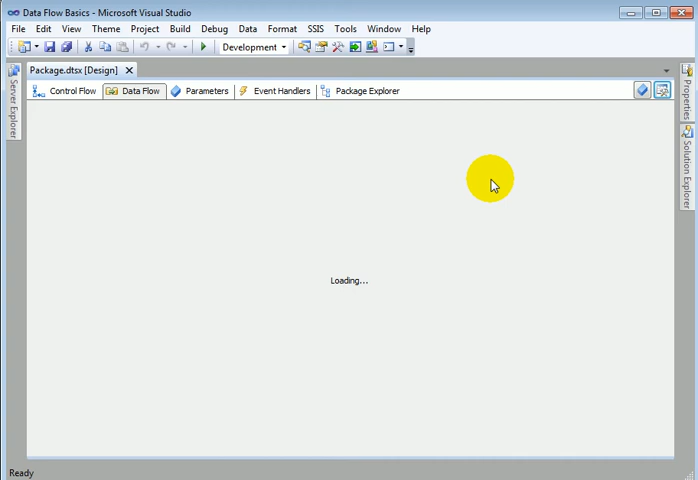 Data Flow Basics - Microsoft Visual Studio
File Edit View Theme Project Build Debug Data Format SSIS Tools Window Help
Development
Package.dtsx [Design]
Control Flow Data Flow Parameters Event Handlers Package Explorer
Server Explorer
Properties
Solution Explorer
Loading...
Ready